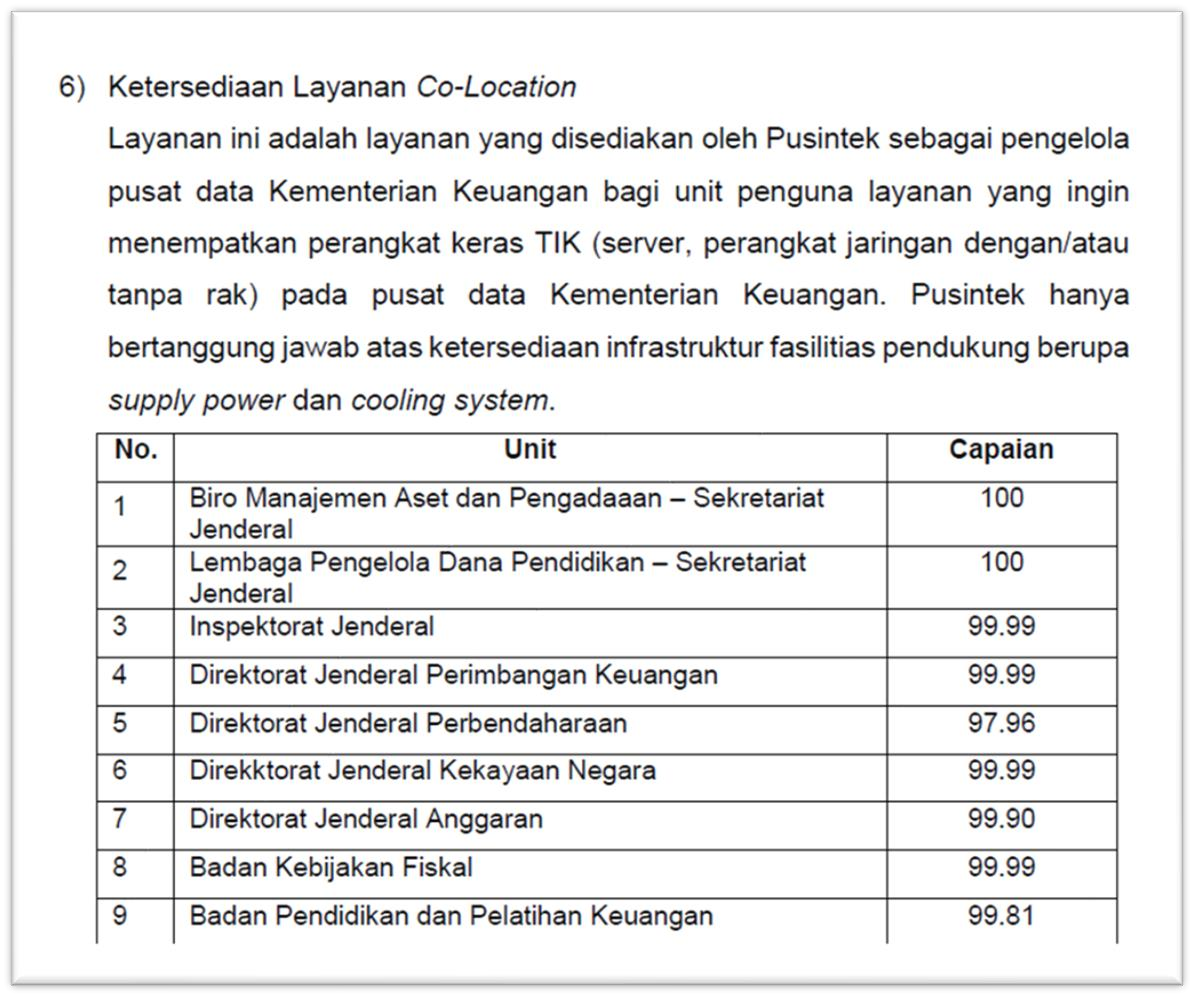 6) Ketersediaan Layanan Co-Location
Layanan ini adalah layanan yang disediakan oleh Pusintek sebagai pengelola
pusat data Kementerian Keuangan bagi unit penguna layanan yang ingin
menempatkan perangkat keras TIK (server, perangkat jaringan dengan/atau
tanpa rak) pada pusat data Kementerian Keuangan. Pusintek hanya
bertanggung jawab atas ketersediaan infrastruktur fasilitias pendukung berupa
supply power dan cooling system.
No. Unit Capaian
1 Biro Manajemen Aset dan Pengadaaan – Sekretariat 100
Jenderal
2 Lembaga Pengelola Dana Pendidikan – Sekretariat 100
Jenderal
3 Inspektorat Jenderal 99.99
4 Direktorat Jenderal Perimbangan Keuangan 99.99
5 Direktorat Jenderal Perbendaharaan 97.96
6 Direkktorat Jenderal Kekayaan Negara 99.99
7 Direktorat Jenderal Anggaran 99.90
8 Badan Kebijakan Fiskal 99.99
9 Badan Pendidikan dan Pelatihan Keuangan 99.81